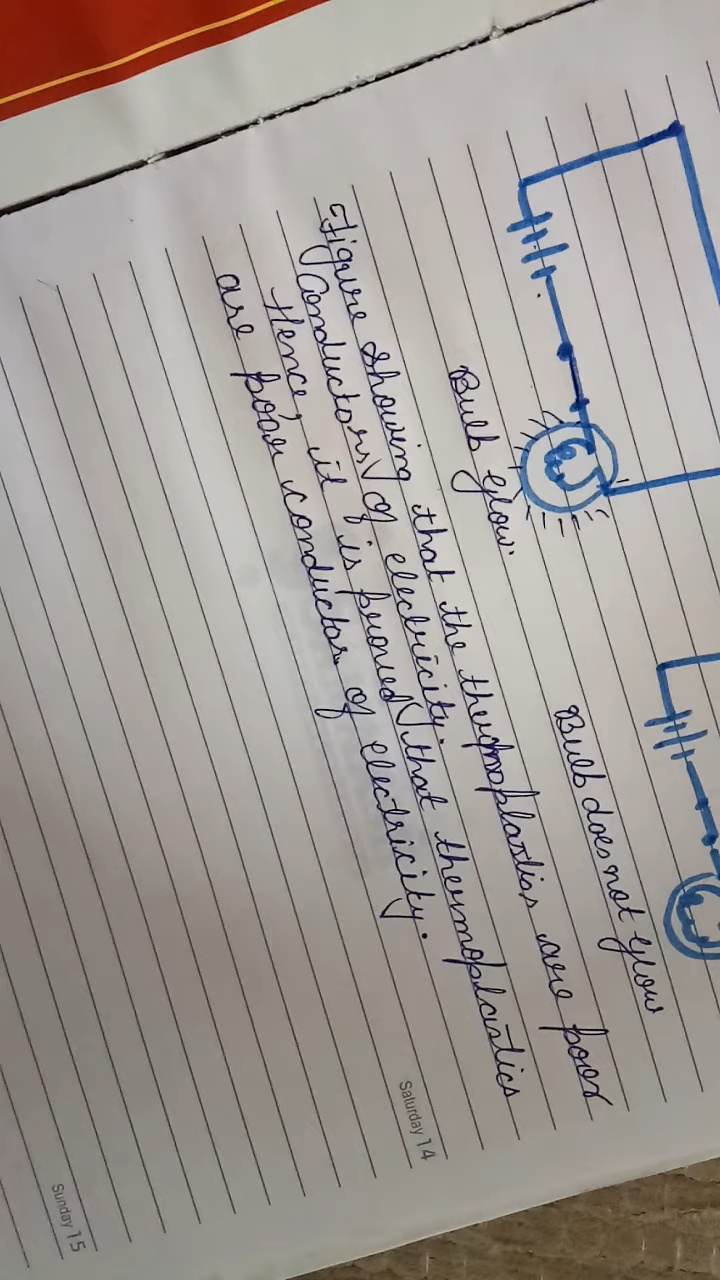 Bulb glow.
Bulb does not glow
Figure showing that the thermoplastics are poor
Conductors of electricity.
Hence, it is proved that thermoplastics
are poor conductor of electricity.
Saturday 14
Sunday 15